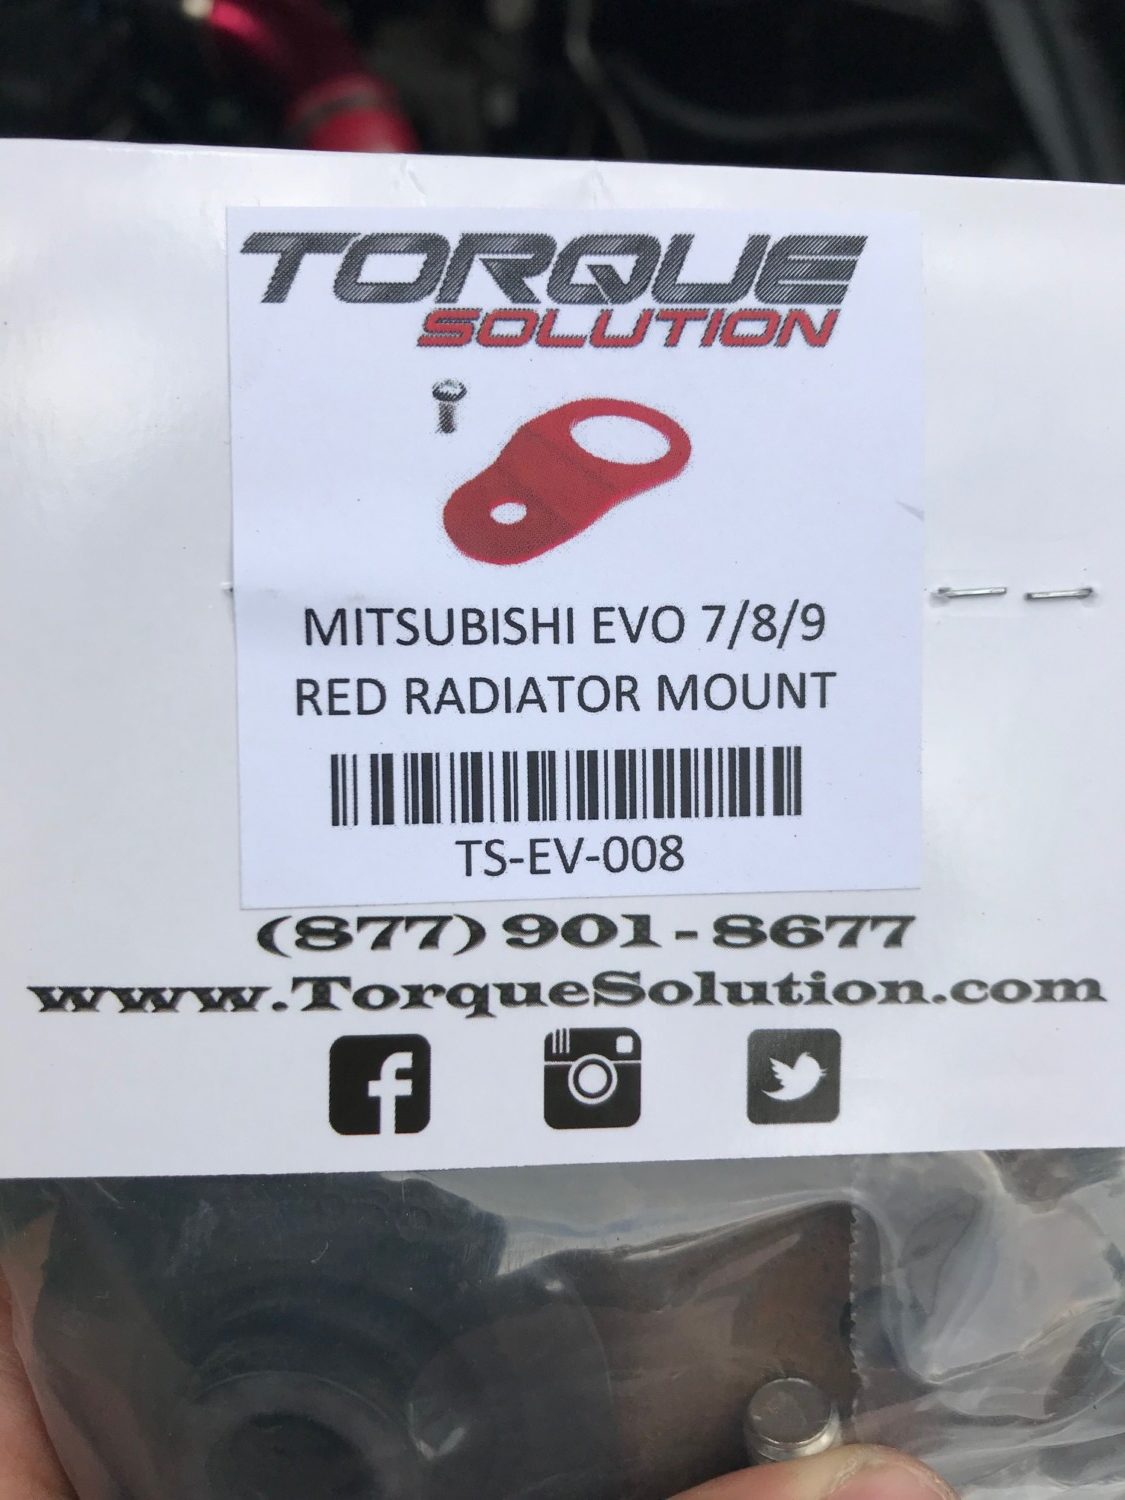 TORQUE
SOLUTION
MITSUBISHI EVO 7/8/9
RED RADIATOR MOUNT
TS-EV-008
(877) 901-8677
www.TorqueSolution.com